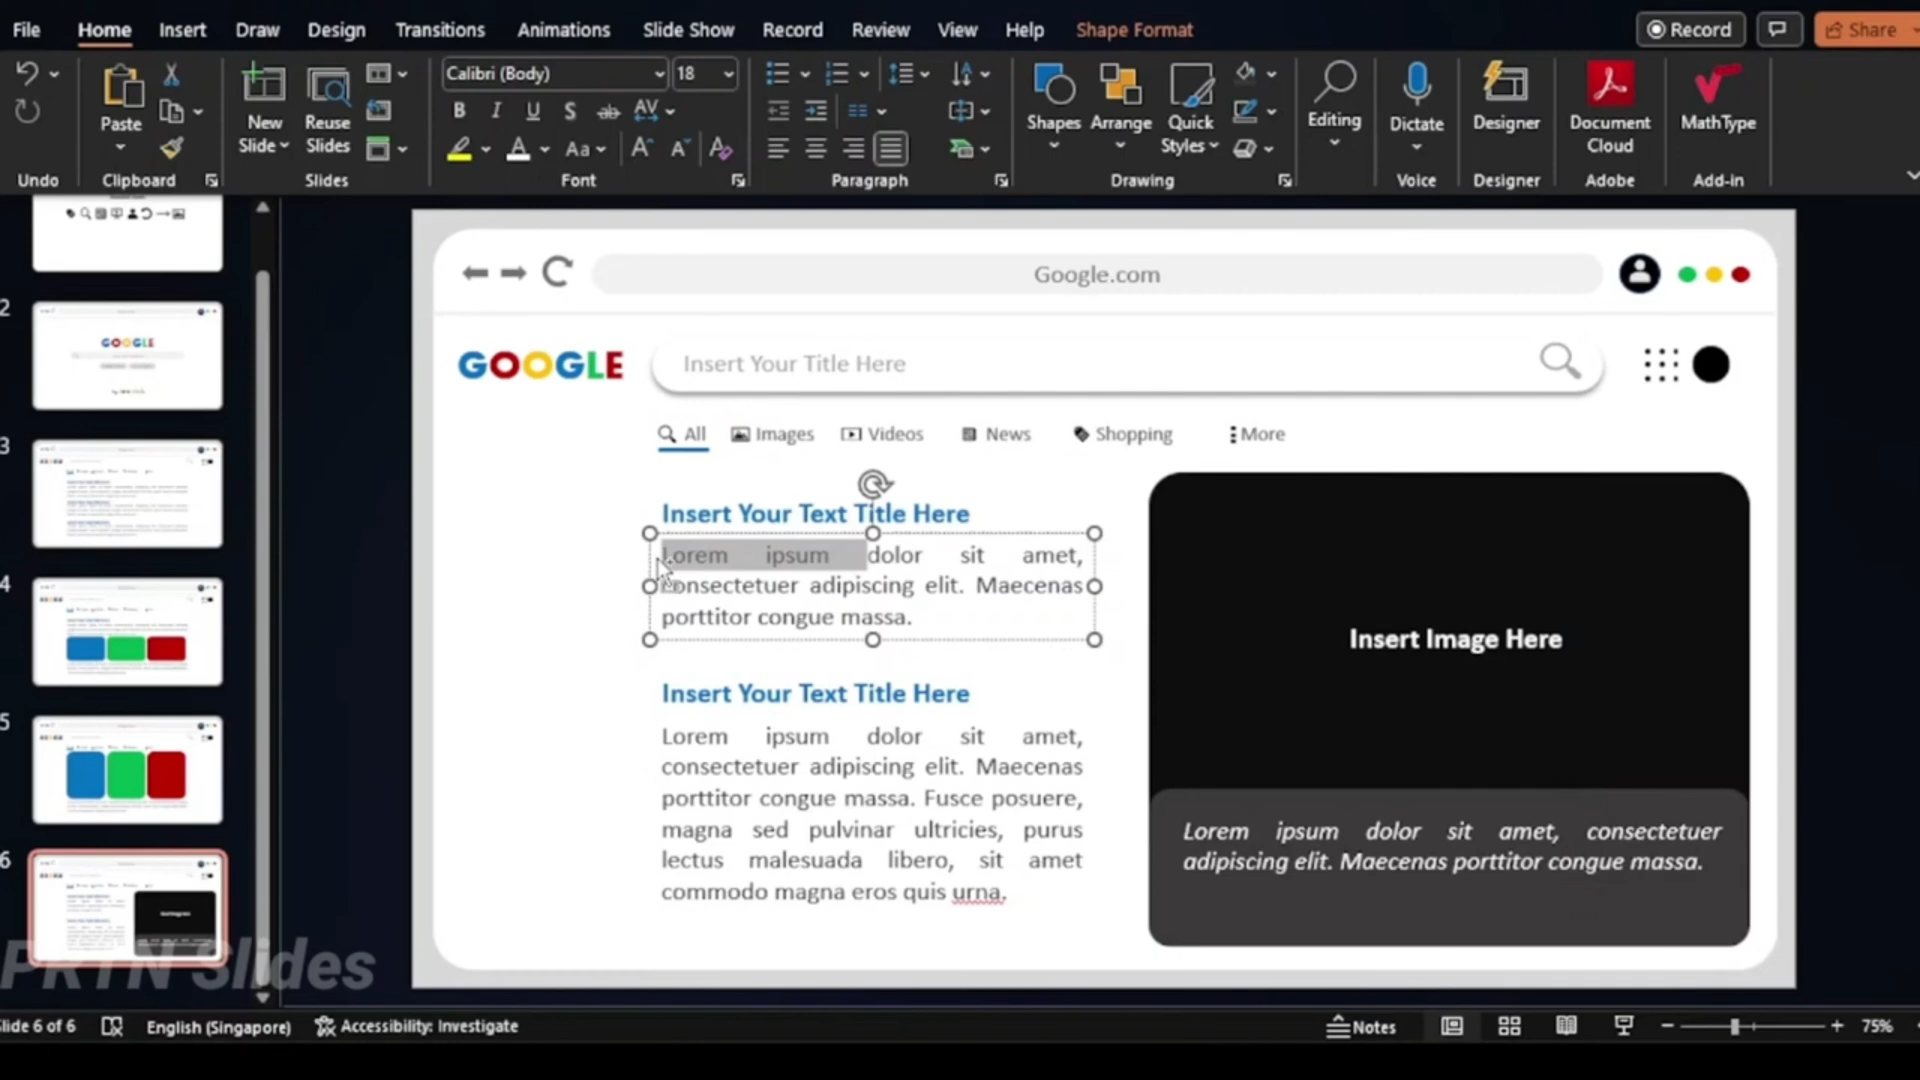 File Home Insert Draw Design Transitions Animations Slide Show Record Review View Help Shape Format Record Share
Calibri (Body) 18
Paste New Slide Reuse Slides Shapes Arrange Quick Styles Editing Dictate Designer Document Cloud MathType
Undo Clipboard Slides Font Paragraph Drawing Voice Designer Adobe Add-in
Google.com
GOOGLE Insert Your Title Here
All Images Videos News Shopping More
Insert Your Text Title Here
Lorem ipsum dolor sit amet,
consectetuer adipiscing elit. Maecenas
porttitor congue massa.
Insert Your Text Title Here
Lorem ipsum dolor sit amet,
consectetuer adipiscing elit. Maecenas
porttitor congue massa. Fusce posuere,
magna sed pulvinar ultricies, purus
lectus malesuada libero, sit amet
commodo magna eros quis urna.
Insert Image Here
Lorem ipsum dolor sit amet, consectetuer
adipiscing elit. Maecenas porttitor congue massa.
2
GOOGLE
3
4
5
6
PRTN Slides
lide 6 of 6 English (Singapore) Accessibility: Investigate Notes 75%